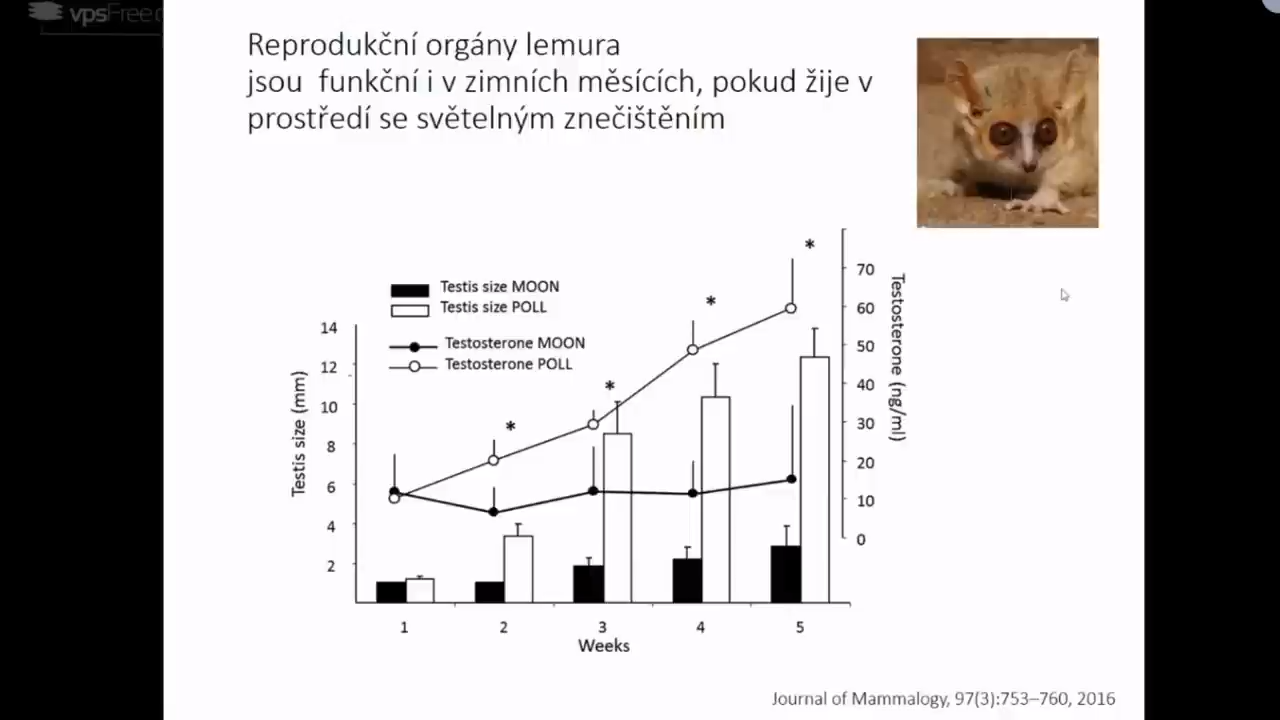 vpsFree.c
Reprodukční orgány lemura
jsou funkční i v zimních měsících, pokud žije v
prostředí se světelným znečištěním
*
*
*
*
Testis size MOON
Testis size POLL
Testosterone MOON
Testosterone POLL
Testis size (mm)
14
12
10
8
6
4
2
70
60
50
40
30
20
10
0
Testosterone (ng/ml)
1 2 3 4 5
Weeks
Journal of Mammalogy, 97(3):753–760, 2016